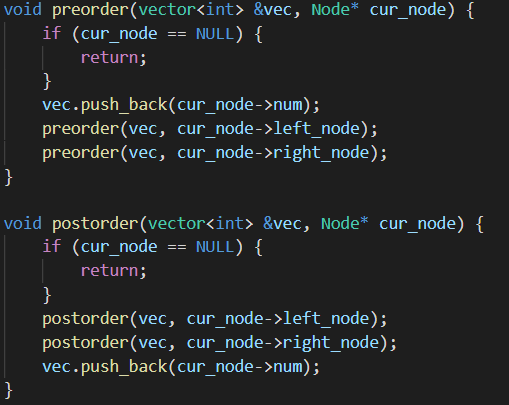 void preorder(vector<int> &vec, Node* cur_node) {
    if (cur_node == NULL) {
        return;
    }
    vec.push_back(cur_node->num);
    preorder(vec, cur_node->left_node);
    preorder(vec, cur_node->right_node);
}

void postorder(vector<int> &vec, Node* cur_node) {
    if (cur_node == NULL) {
        return;
    }
    postorder(vec, cur_node->left_node);
    postorder(vec, cur_node->right_node);
    vec.push_back(cur_node->num);
}